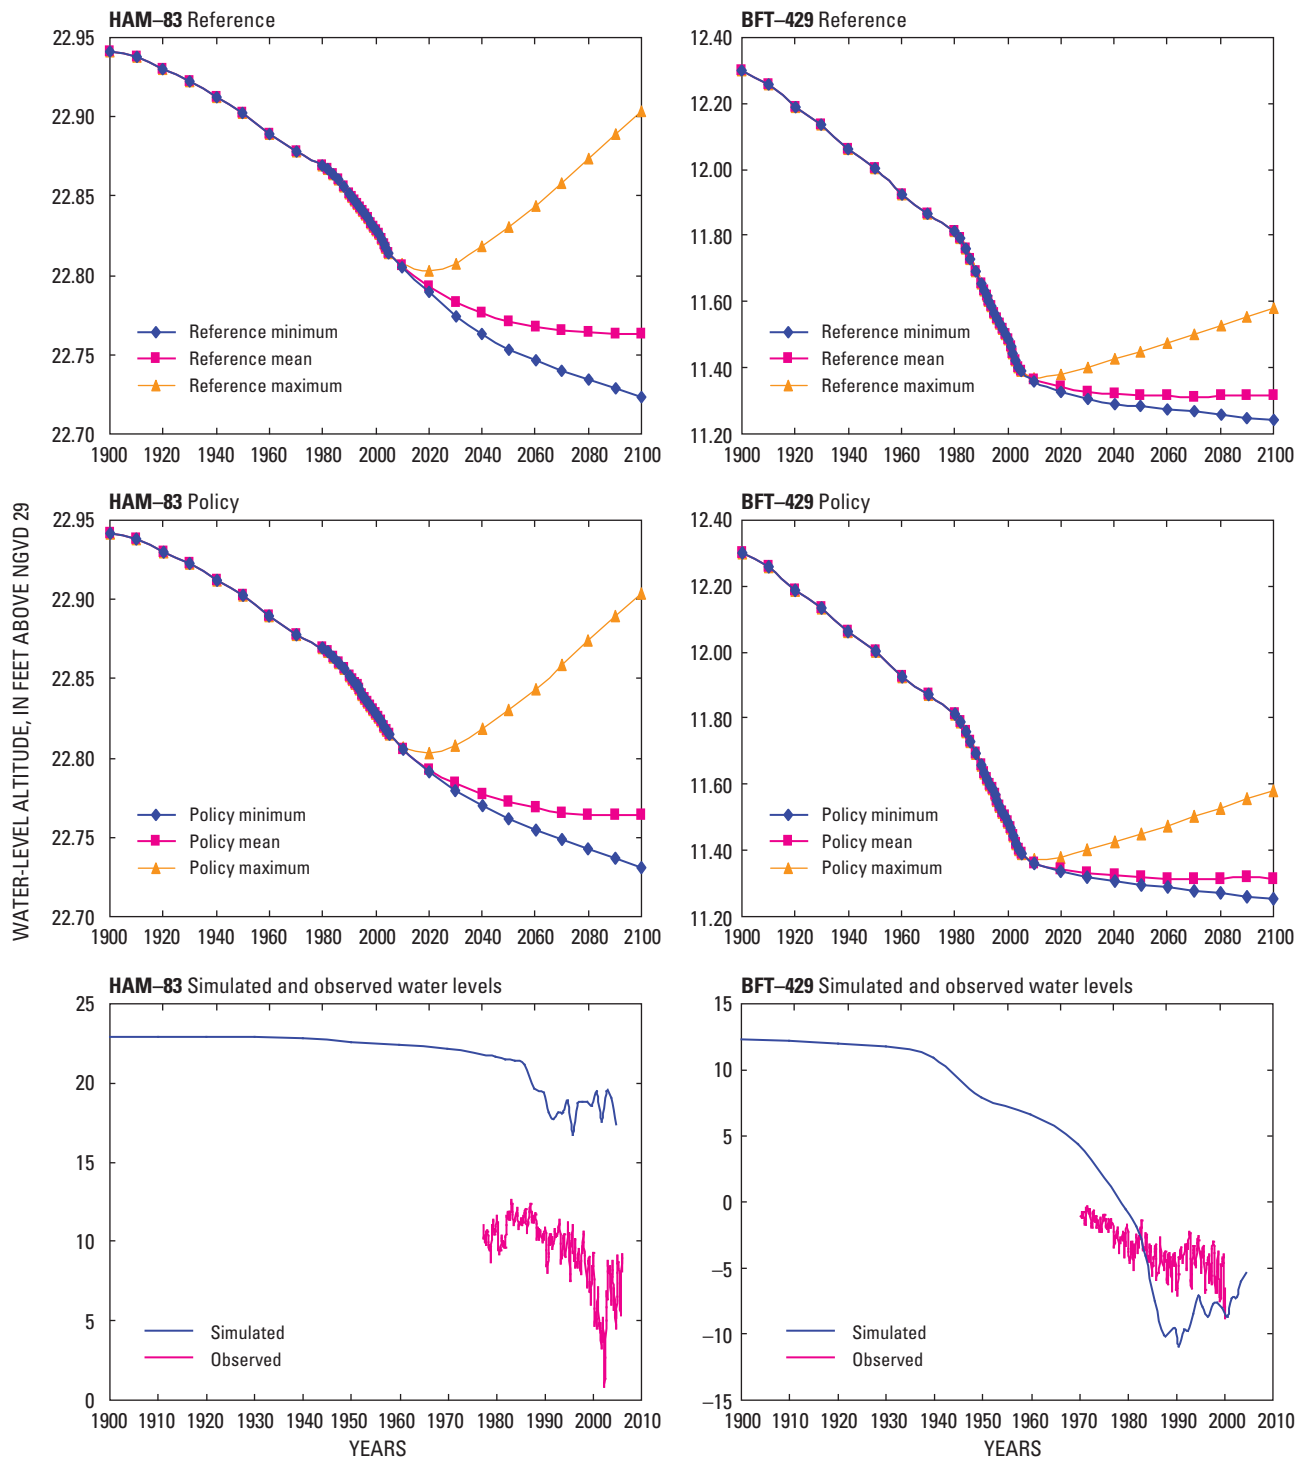 HAM–83 Reference
22.95
22.90
22.85
22.80
22.75
22.70
Reference minimum
Reference mean
Reference maximum
1900 1920 1940 1960 1980 2000 2020 2040 2060 2080 2100
BFT–429 Reference
12.40
12.20
12.00
11.80
11.60
11.40
11.20
Reference minimum
Reference mean
Reference maximum
1900 1920 1940 1960 1980 2000 2020 2040 2060 2080 2100
WATER-LEVEL ALTITUDE, IN FEET ABOVE NGVD 29
HAM–83 Policy
22.95
22.90
22.85
22.80
22.75
22.70
Policy minimum
Policy mean
Policy maximum
1900 1920 1940 1960 1980 2000 2020 2040 2060 2080 2100
BFT–429 Policy
12.40
12.20
12.00
11.80
11.60
11.40
11.20
Policy minimum
Policy mean
Policy maximum
1900 1920 1940 1960 1980 2000 2020 2040 2060 2080 2100
HAM–83 Simulated and observed water levels
25
20
15
10
5
0
Simulated
Observed
1900 1910 1920 1930 1940 1950 1960 1970 1980 1990 2000 2010
YEARS
BFT–429 Simulated and observed water levels
15
10
5
0
–5
–10
–15
Simulated
Observed
1900 1910 1920 1930 1940 1950 1960 1970 1980 1990 2000 2010
YEARS